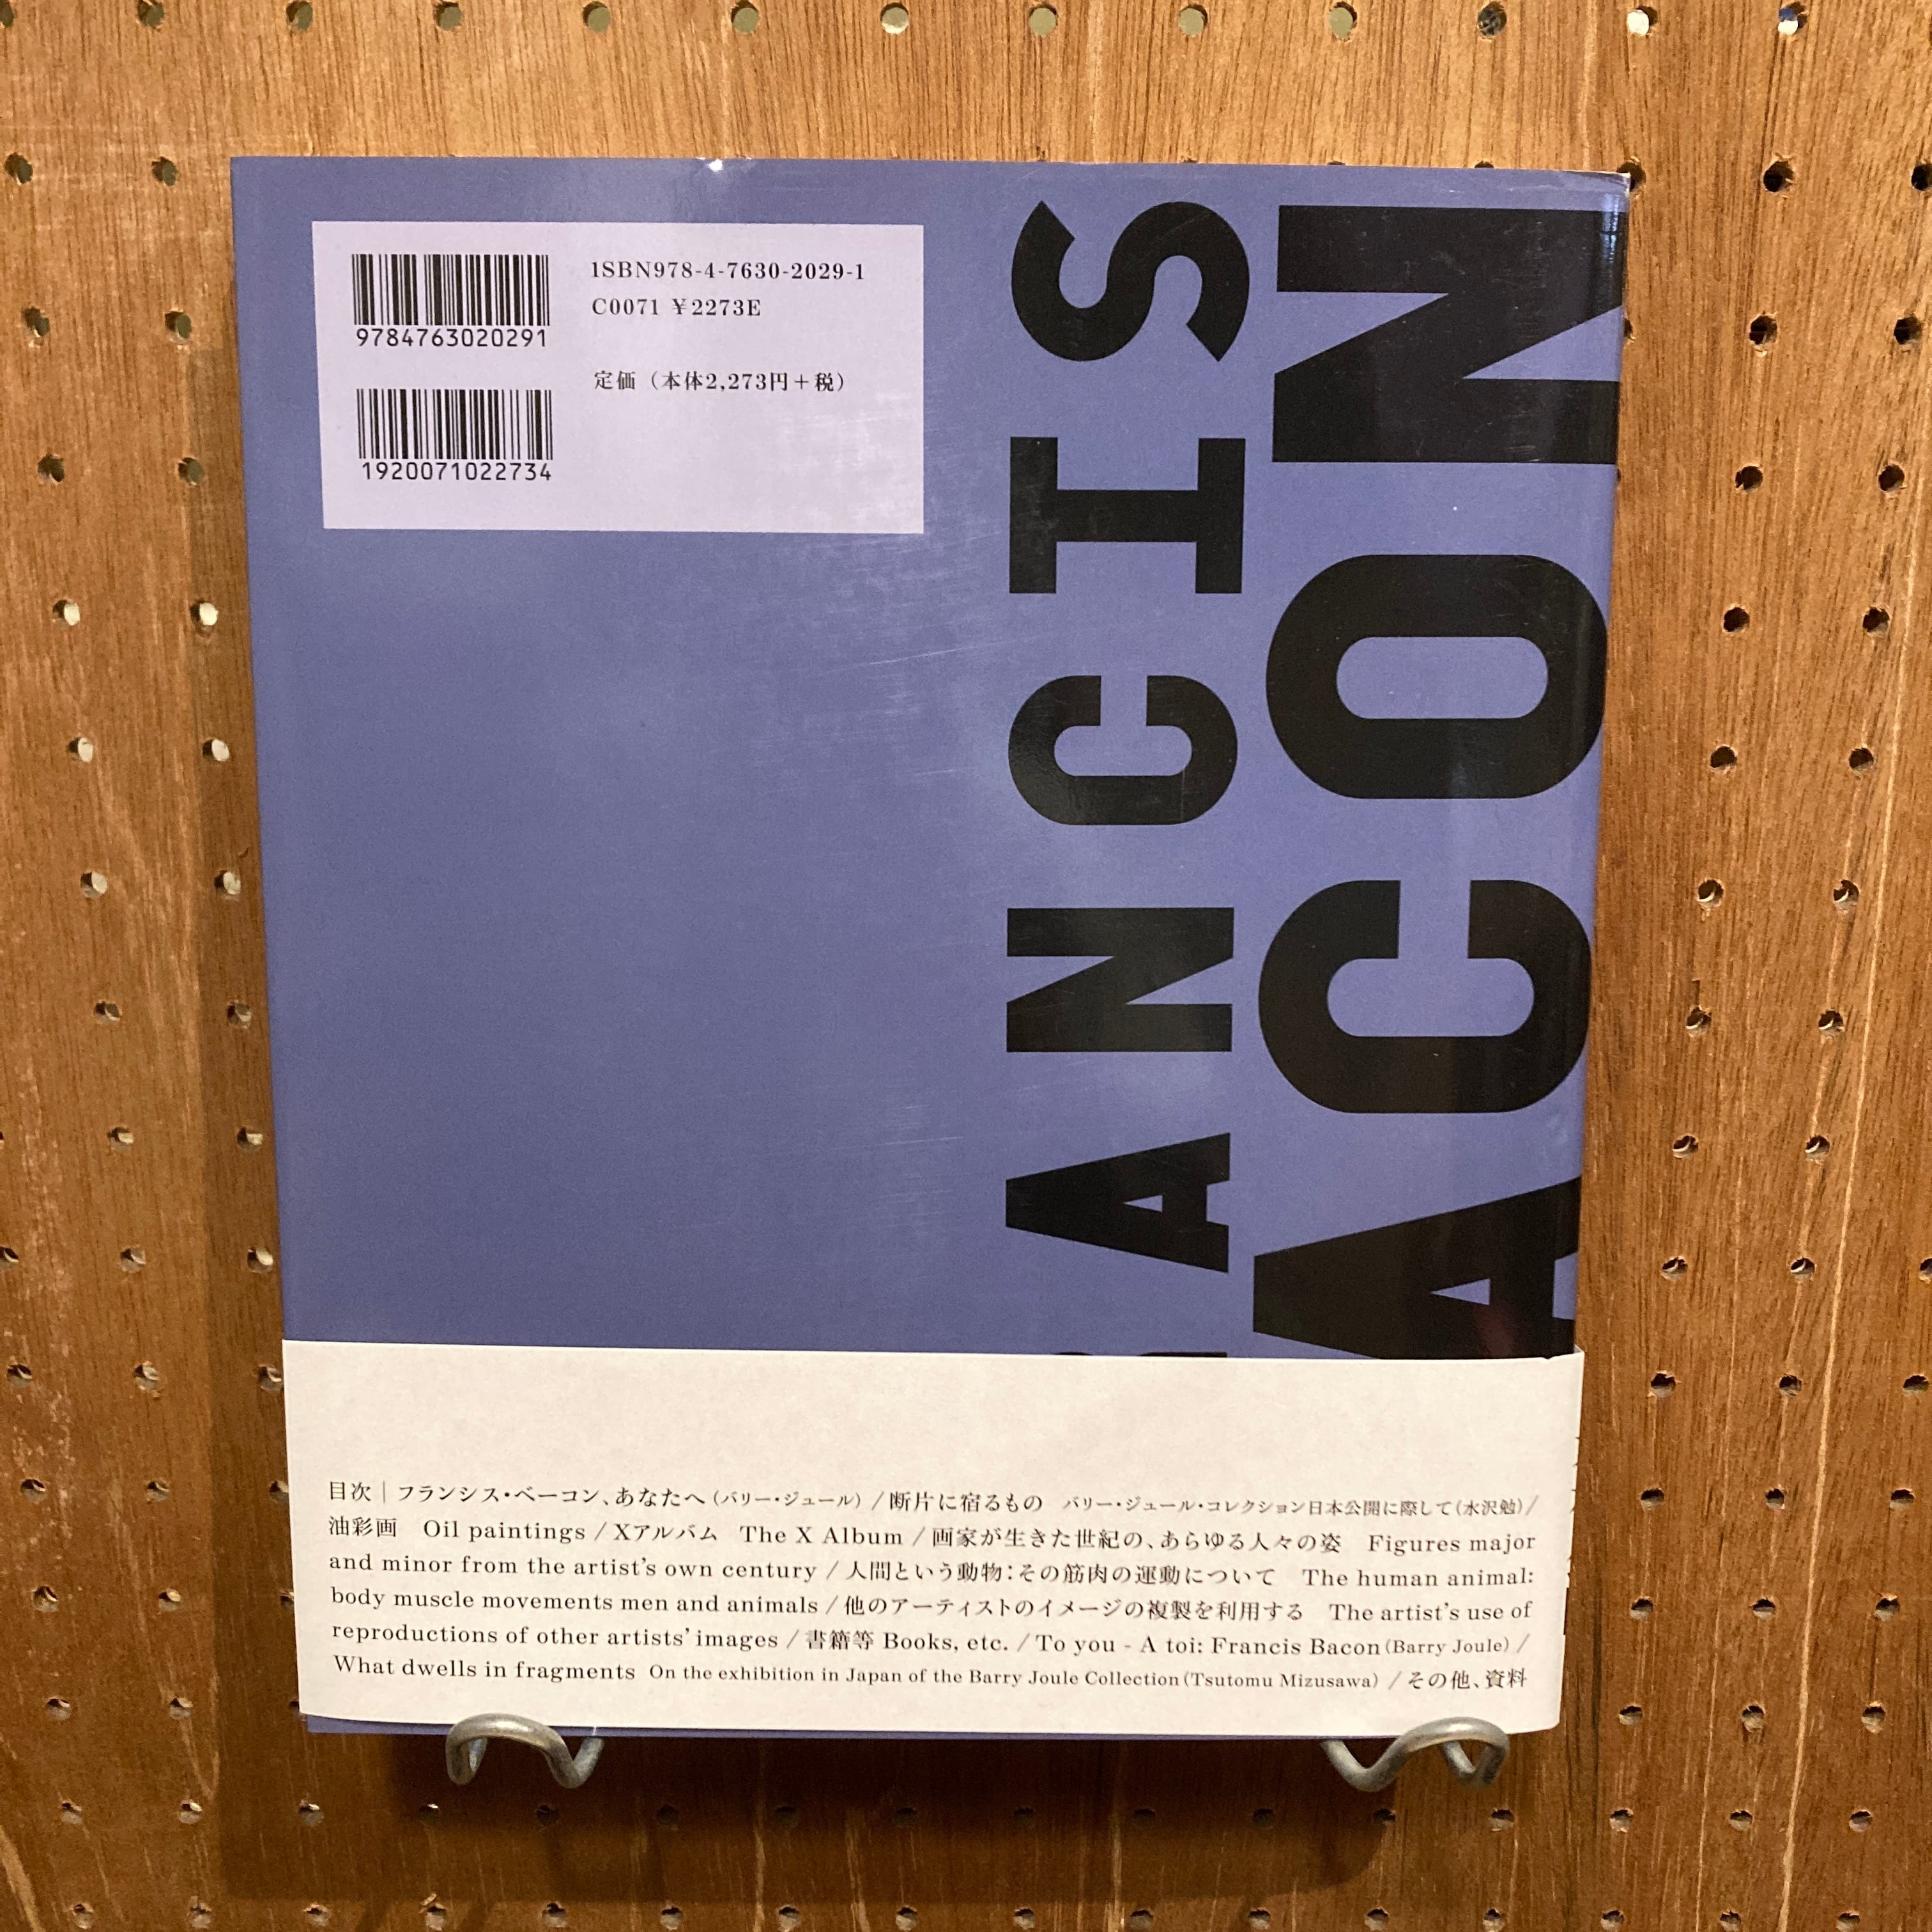 1SBN978-4-7630-2029-1
C0071 ¥2273E
9784763020291
定価（本体2,273円＋税）
1920071022734
ANCIS
ACON
目次｜フランシス・ベーコン、あなたへ（バリー・ジュール）/断片に宿るもの　バリー・ジュール・コレクション日本公開に際して（水沢勉）/
油彩画　Oil paintings / Xアルバム　The X Album / 画家が生きた世紀の、あらゆる人々の姿　Figures major
and minor from the artist's own century / 人間という動物：その筋肉の運動について　The human animal:
body muscle movements men and animals / 他のアーティストのイメージの複製を利用する　The artist's use of
reproductions of other artists' images / 書籍等 Books, etc. / To you - A toi: Francis Bacon (Barry Joule) /
What dwells in fragments On the exhibition in Japan of the Barry Joule Collection (Tsutomu Mizusawa) / その他、資料